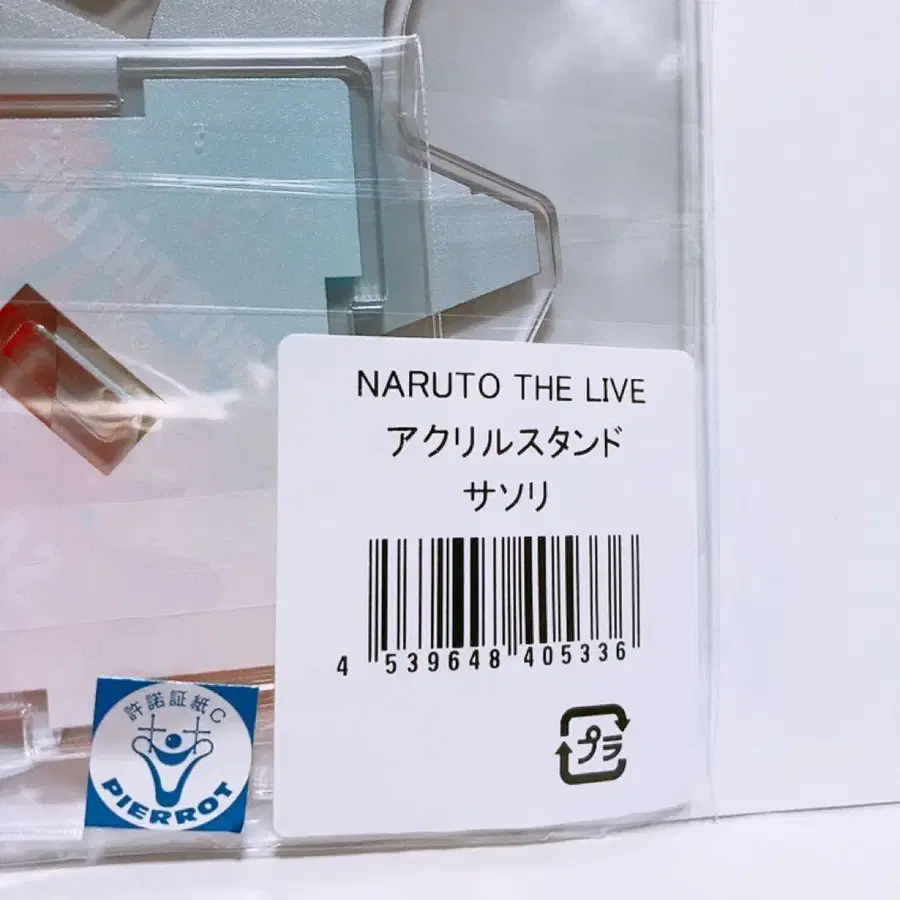 NARUTO THE LIVE
アクリルスタンド
サソリ
4 539648 405336
プラ
許諾証紙C
PIERROT